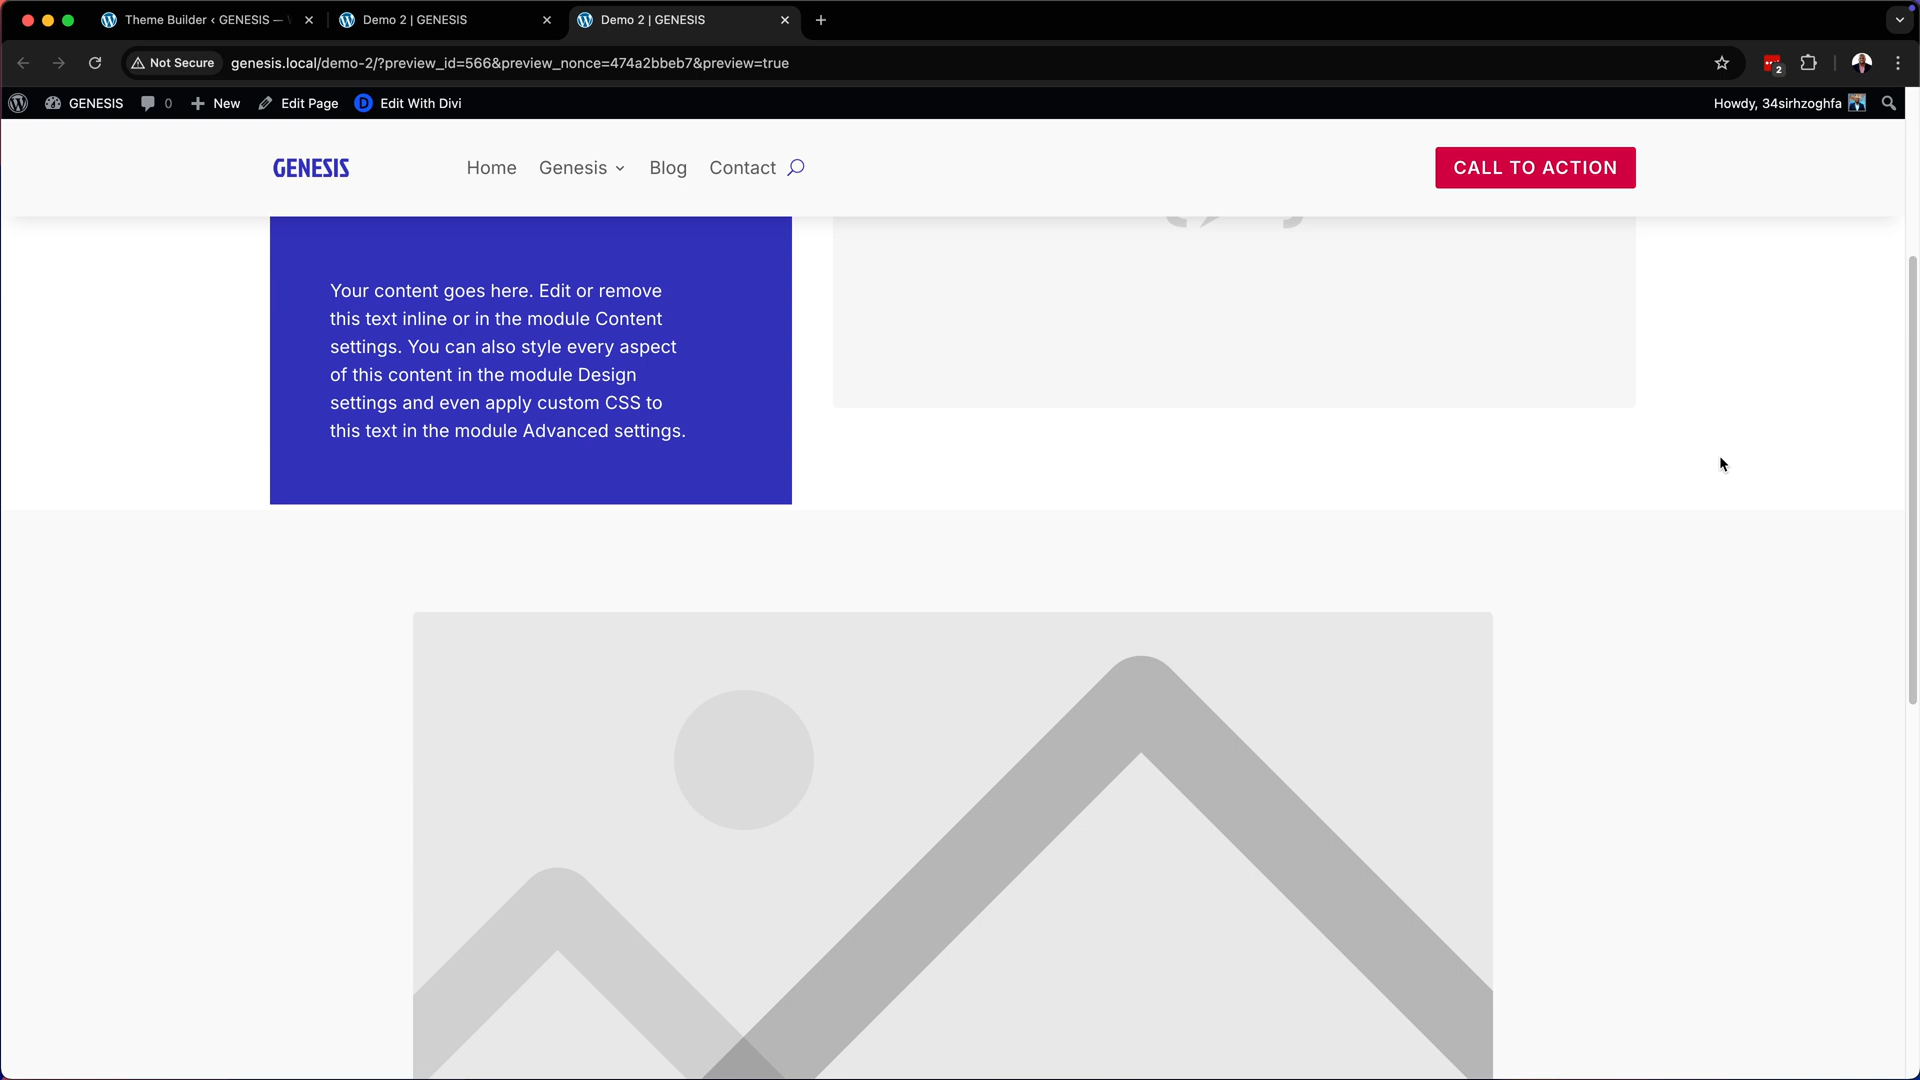 Theme Builder ‹ GENESIS —
Demo 2 | GENESIS
Demo 2 | GENESIS
Not Secure
genesis.local/demo-2/?preview_id=566&preview_nonce=474a2bbeb7&preview=true
2
GENESIS
0
New
Edit Page
D
Edit With Divi
Howdy, 34sirhzoghfa
GENESIS
Home
Genesis
Blog
Contact
CALL TO ACTION
Your content goes here. Edit or remove
this text inline or in the module Content
settings. You can also style every aspect
of this content in the module Design
settings and even apply custom CSS to
this text in the module Advanced settings.